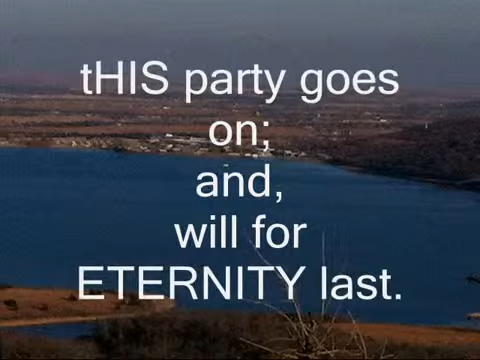 tHIS party goes
on;
and,
will for
ETERNITY last.